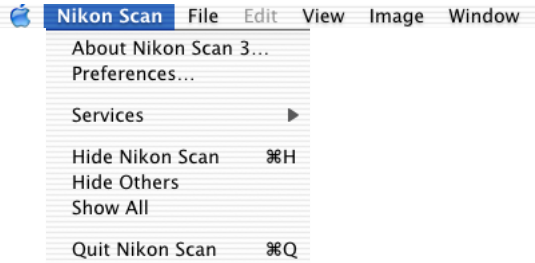 Nikon Scan File Edit View Image Window
About Nikon Scan 3...
Preferences...
Services
Hide Nikon Scan ⌘H
Hide Others
Show All
Quit Nikon Scan ⌘Q